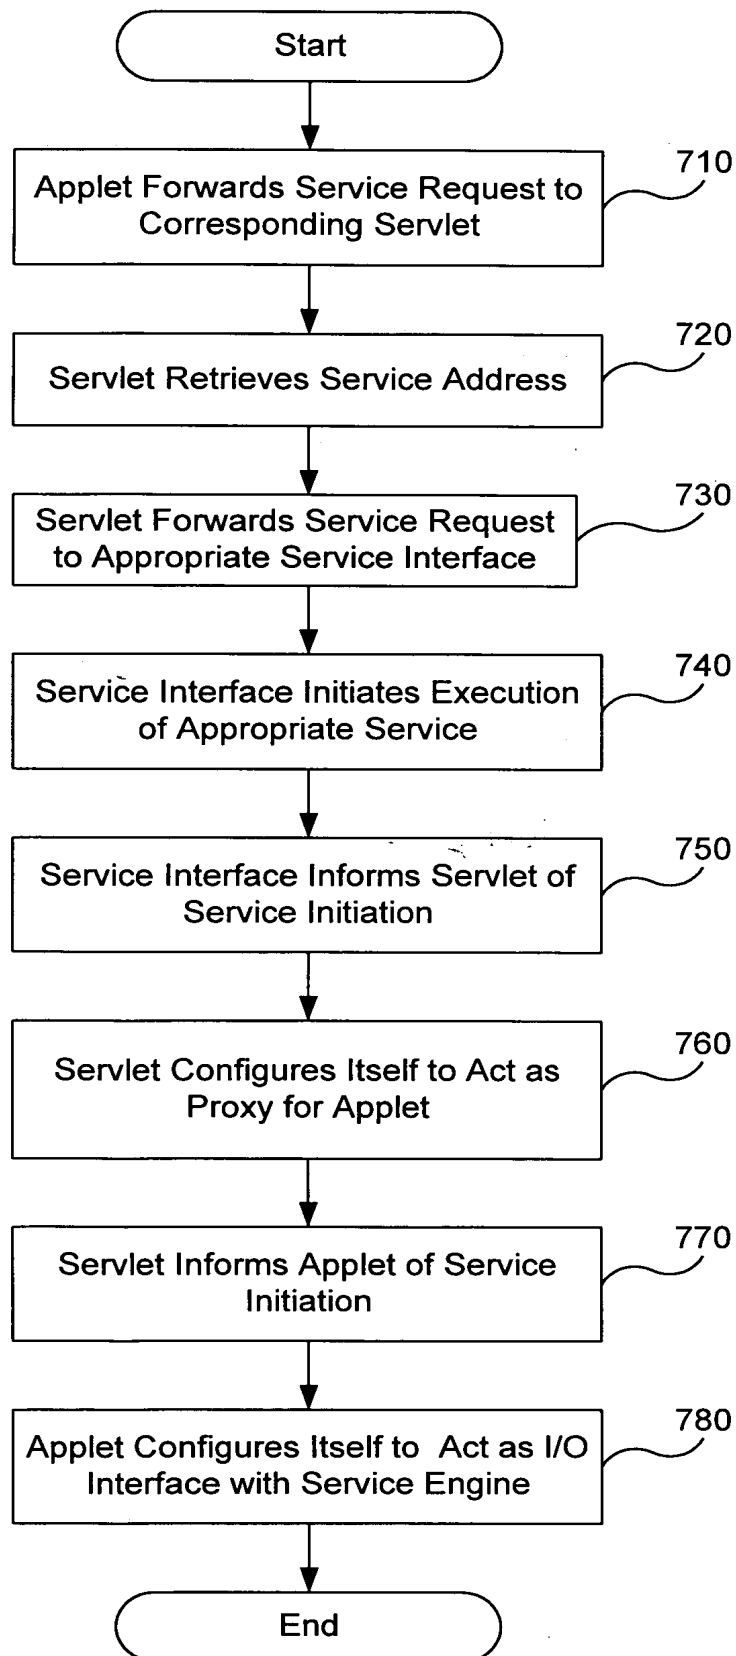 Start
710
Applet Forwards Service Request to
Corresponding Servlet
720
Servlet Retrieves Service Address
730
Servlet Forwards Service Request
to Appropriate Service Interface
740
Service Interface Initiates Execution
of Appropriate Service
750
Service Interface Informs Servlet of
Service Initiation
760
Servlet Configures Itself to Act as
Proxy for Applet
770
Servlet Informs Applet of Service
Initiation
780
Applet Configures Itself to Act as I/O
Interface with Service Engine
End